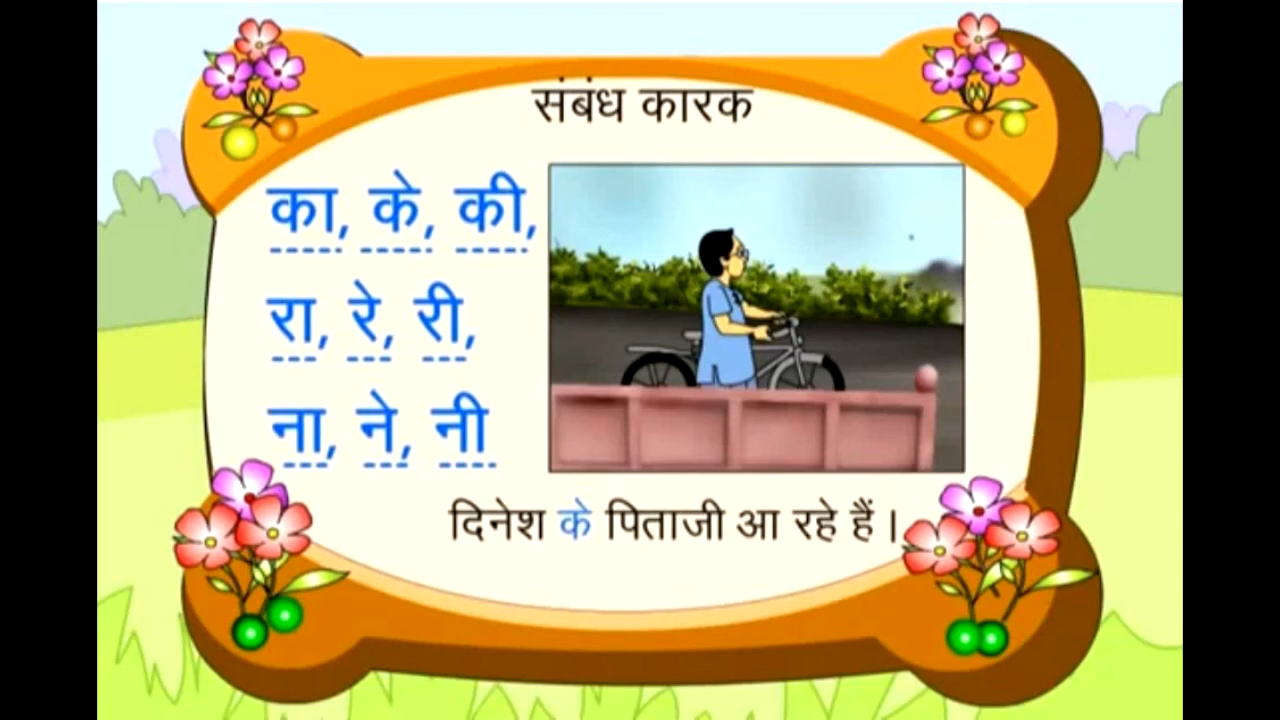 संबंध कारक
का, के, की,
रा, रे, री,
ना, ने, नी
दिनेश के पिताजी आ रहे हैं।